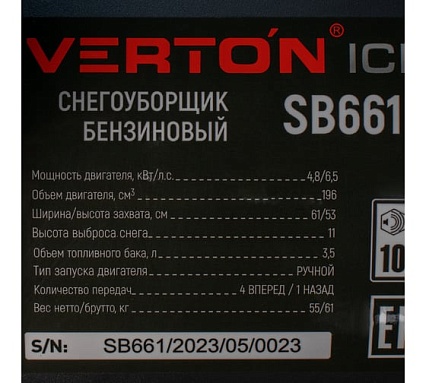 VERTON® ICE
СНЕГОУБОРЩИК
БЕНЗИНОВЫЙ
SB661
Мощность двигателя, кВт/л.с. 4,8/6,5
Объем двигателя, см³ 196
Ширина/высота захвата, см 61/53
Высота выброса снега 11
Объем топливного бака, л 3,5
Тип запуска двигателя РУЧНОЙ
Количество передач 4 ВПЕРЕД / 1 НАЗАД
Вес нетто/брутто, кг 55/61
10
S/N: SB661/2023/05/0023